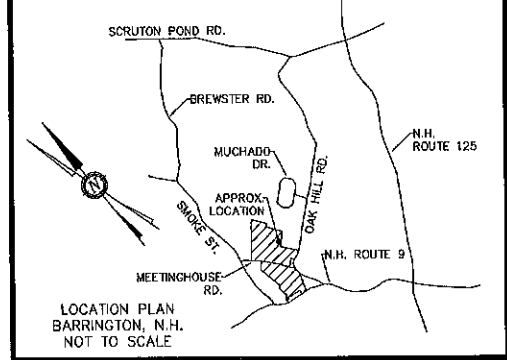 SCRUTON POND RD.
BREWSTER RD.
MUCHADO
DR.
N.H.
ROUTE 125
OAK HILL RD.
APPROX.
LOCATION
SMOKE ST.
N
N.H. ROUTE 9
MEETINGHOUSE
RD.
LOCATION PLAN
BARRINGTON, N.H.
NOT TO SCALE